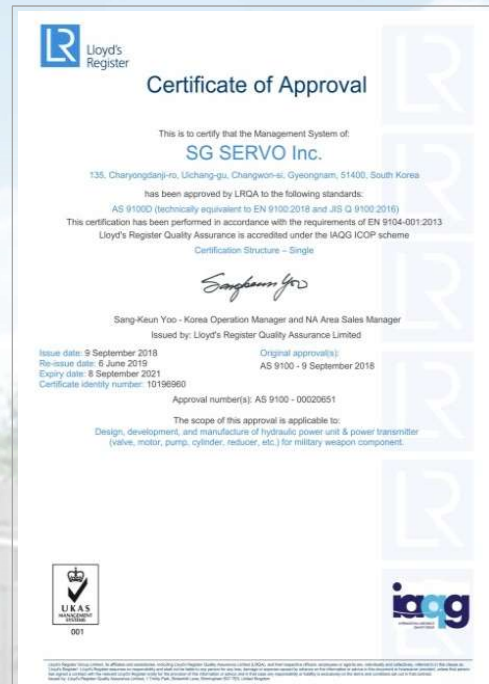 LR
Lloyd's
Register
Certificate of Approval
This is to certify that the Management System of:
SG SERVO Inc.
135, Charyongdanji-ro, Uichang-gu, Changwon-si, Gyeongnam, 51400, South Korea
has been approved by LRQA to the following standards:
AS 9100D (technically equivalent to EN 9100:2018 and JIS Q 9100:2016)
This certification has been performed in accordance with the requirements of EN 9104-001:2013
Lloyd's Register Quality Assurance is accredited under the IAQG ICOP scheme
Certification Structure – Single
Sangkeun Yoo
Sang-Keun Yoo - Korea Operation Manager and NA Area Sales Manager
Issued by: Lloyd's Register Quality Assurance Limited
Issue date: 9 September 2018
Re-issue date: 6 June 2019
Expiry date: 8 September 2021
Certificate identity number: 10196960
Original approval(s):
AS 9100 - 9 September 2018
Approval number(s): AS 9100 - 00020651
The scope of this approval is applicable to:
Design, development, and manufacture of hydraulic power unit & power transmitter
(valve, motor, pump, cylinder, reducer, etc.) for military weapon component.
UKAS
MANAGEMENT
SYSTEMS
001
iaqg